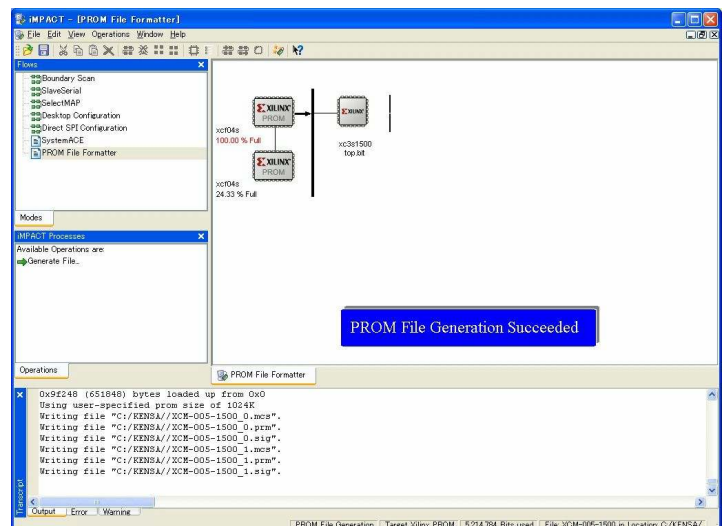 iMPACT - [PROM File Formatter]
File Edit View Operations Window Help
Flows
Boundary Scan
SlaveSerial
SelectMAP
Desktop Configuration
Direct SPI Configuration
SystemACE
PROM File Formatter
Modes
iMPACT Processes
Available Operations are:
Generate File...
Operations
XILINX
PROM
xcf04s
100.00 % Full
XILINX
PROM
xcf04s
24.33 % Full
XILINX
xc3s1500
top.bit
PROM File Generation Succeeded
PROM File Formatter
0x9f248 (651848) bytes loaded up from 0x0
Using user-specified prom size of 1024K
Writing file "C:/KENSA//XCM-005-1500_0.mcs".
Writing file "C:/KENSA//XCM-005-1500_0.prm".
Writing file "C:/KENSA//XCM-005-1500_0.sig".
Writing file "C:/KENSA//XCM-005-1500_1.mcs".
Writing file "C:/KENSA//XCM-005-1500_1.prm".
Writing file "C:/KENSA//XCM-005-1500_1.sig".
Transcript
Output Error Warning
PROM File Generation Target Xilinx PROM 5,214,784 Bits used File: XCM-005-1500 in Location: C:/KENSA/